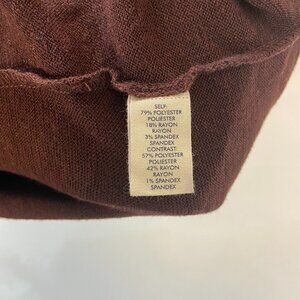 SELF:
79% POLYESTER
POLIESTER
18% RAYON
RAYON
3% SPANDEX
SPANDEX
CONTRAST:
57% POLYESTER
POLIESTER
42% RAYON
RAYON
1% SPANDEX
SPANDEX